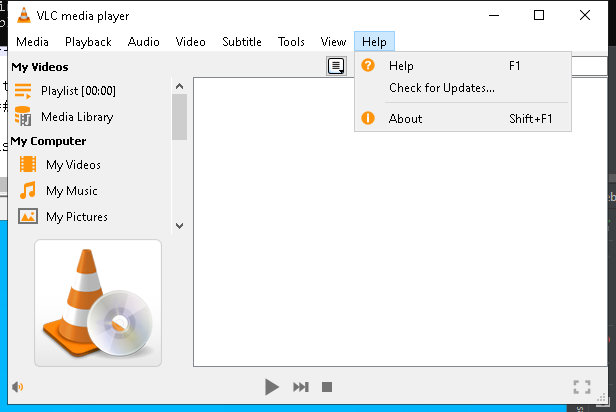 VLC media player
Media Playback Audio Video Subtitle Tools View Help
My Videos
Playlist [00:00]
Media Library
My Computer
My Videos
My Music
My Pictures
Help F1
Check for Updates...
About Shift+F1